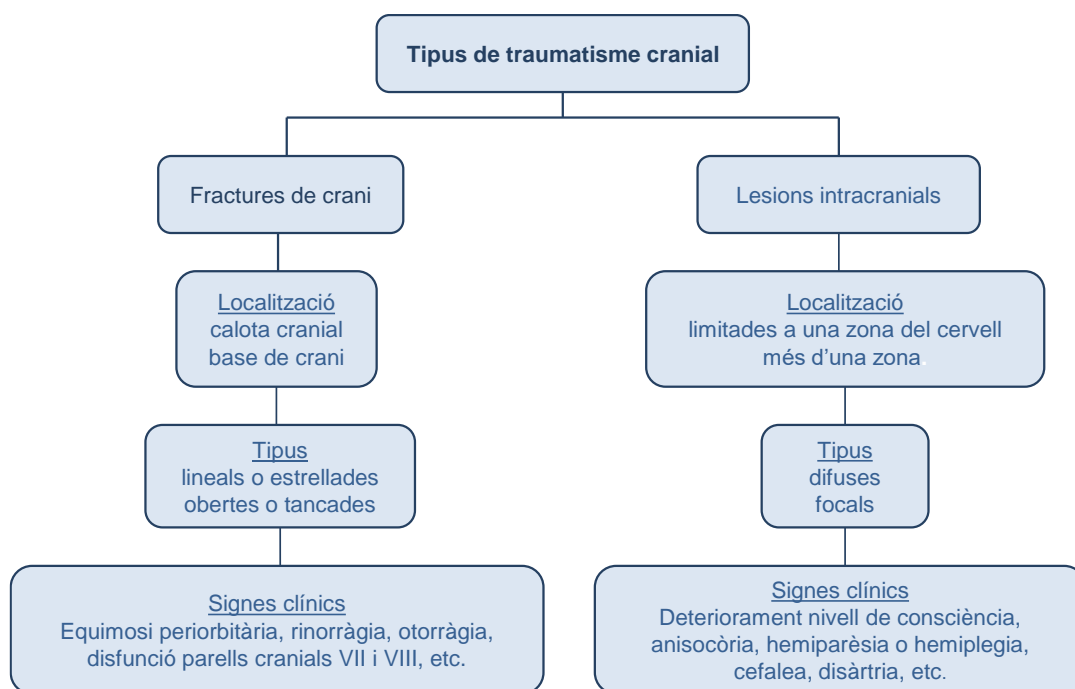 Tipus de traumatisme cranial
Fractures de crani
Lesions intracranials
Localització
calota cranial
base de crani
Localització
limitades a una zona del cervell
més d'una zona.
Tipus
lineals o estrellades
obertes o tancades
Tipus
difuses
focals
Signes clínics
Equimosi periorbitària, rinorràgia, otorràgia,
disfunció parells cranials VII i VIII, etc.
Signes clínics
Deteriorament nivell de consciència,
anisocòria, hemiparèsia o hemiplegia,
cefalea, disàrtria, etc.